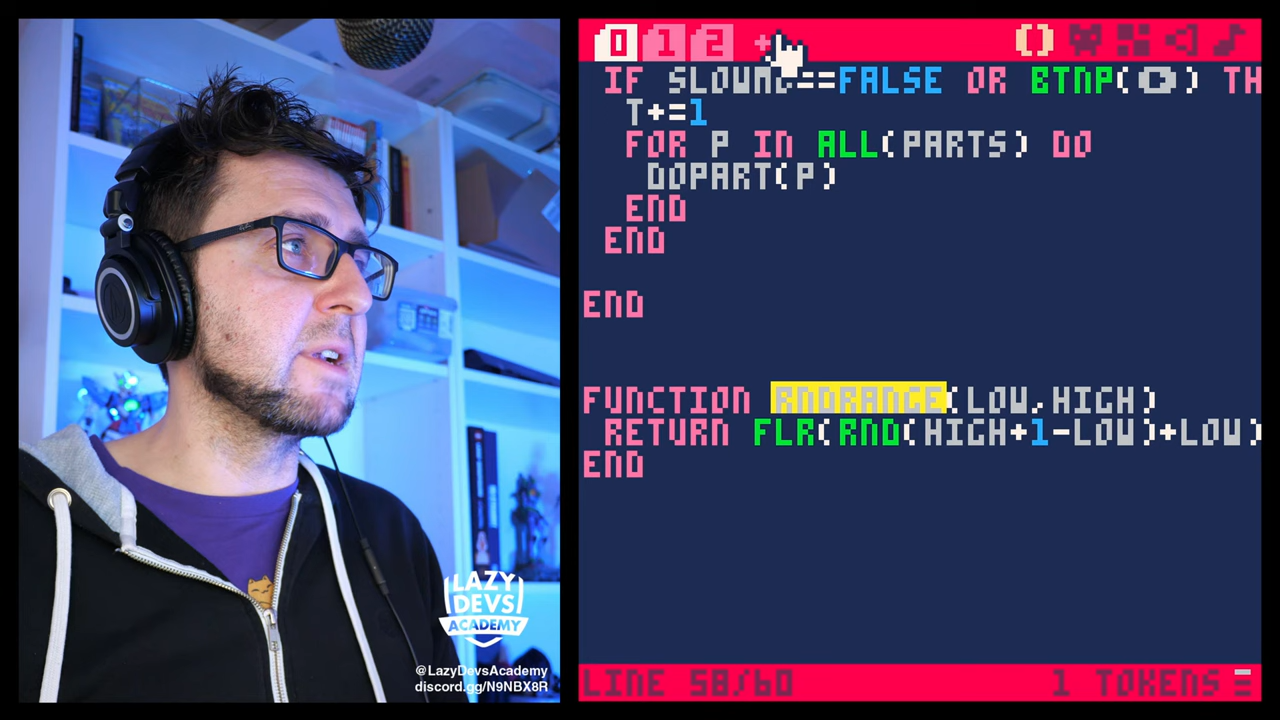 0 1 2 +
IF SLOWMO==FALSE OR BTNP(🅾️) TH
T+=1
FOR P IN ALL(PARTS) DO
DOPART(P)
END
END
END
FUNCTION RNDRANGE(LOW,HIGH)
RETURN FLR(RND(HIGH+1-LOW)+LOW)
END
LINE 58/60 1 TOKENS
LAZY
DEVS
ACADEMY
@LazyDevsAcademy
discord.gg/N9NBX8R